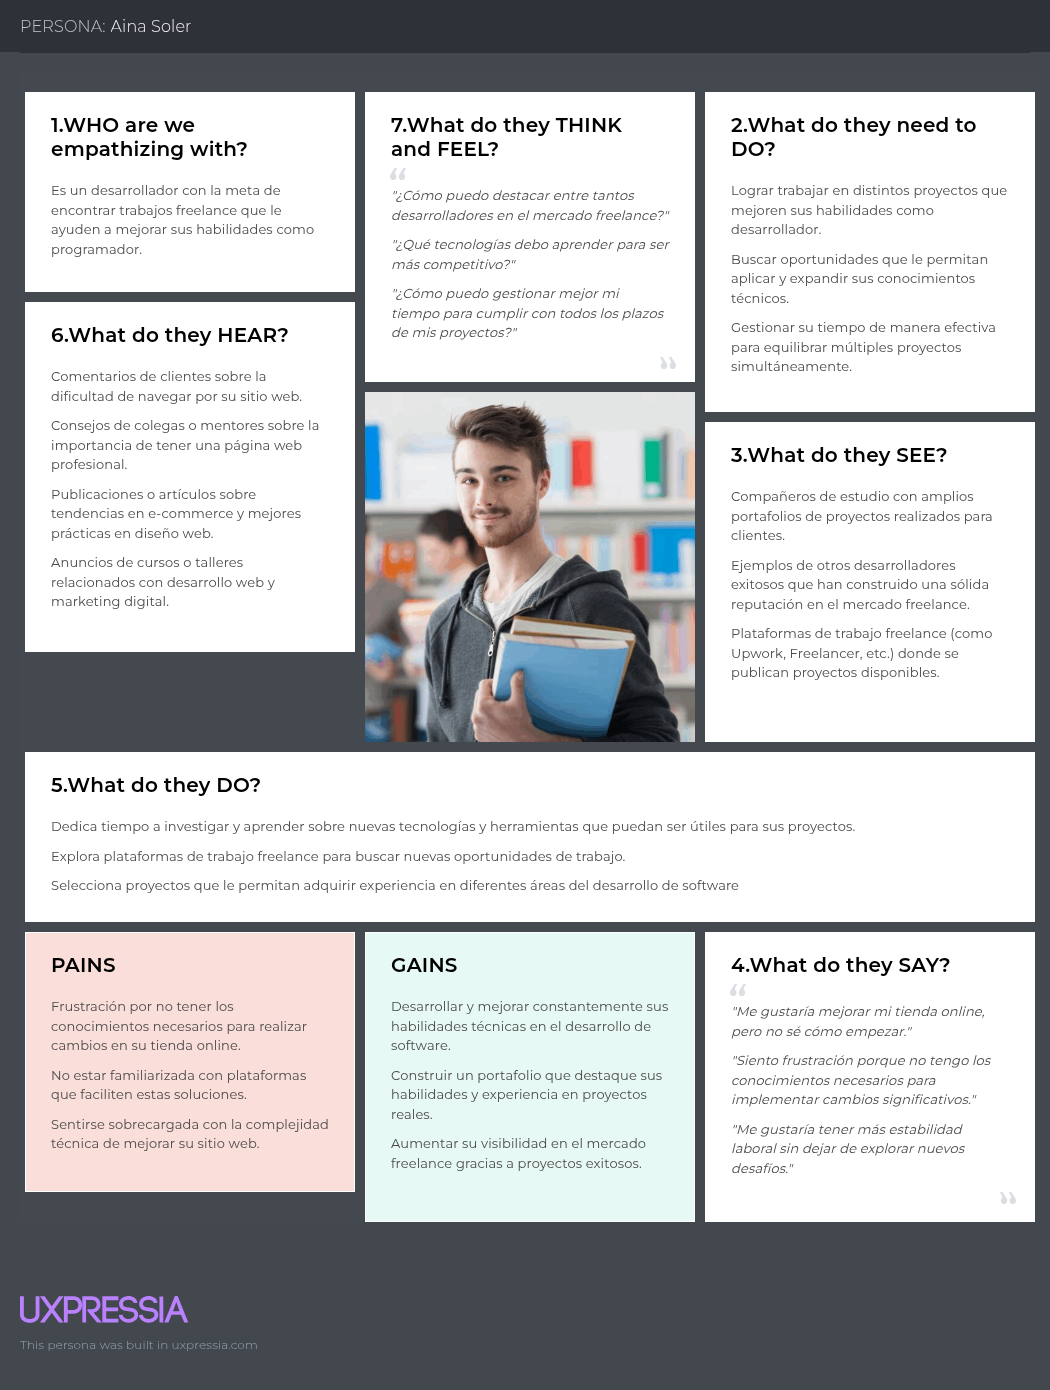 PERSONA: Aina Soler
1.WHO are we
empathizing with?
Es un desarrollador con la meta de
encontrar trabajos freelance que le
ayuden a mejorar sus habilidades como
programador.
7.What do they THINK
and FEEL?
“
"¿Cómo puedo destacar entre tantos
desarrolladores en el mercado freelance?"
"¿Qué tecnologías debo aprender para ser
más competitivo?"
"¿Cómo puedo gestionar mejor mi
tiempo para cumplir con todos los plazos
de mis proyectos?"
”
2.What do they need to
DO?
Lograr trabajar en distintos proyectos que
mejoren sus habilidades como
desarrollador.
Buscar oportunidades que le permitan
aplicar y expandir sus conocimientos
técnicos.
Gestionar su tiempo de manera efectiva
para equilibrar múltiples proyectos
simultáneamente.
6.What do they HEAR?
Comentarios de clientes sobre la
dificultad de navegar por su sitio web.
Consejos de colegas o mentores sobre la
importancia de tener una página web
profesional.
Publicaciones o artículos sobre
tendencias en e-commerce y mejores
prácticas en diseño web.
Anuncios de cursos o talleres
relacionados con desarrollo web y
marketing digital.
3.What do they SEE?
Compañeros de estudio con amplios
portafolios de proyectos realizados para
clientes.
Ejemplos de otros desarrolladores
exitosos que han construido una sólida
reputación en el mercado freelance.
Plataformas de trabajo freelance (como
Upwork, Freelancer, etc.) donde se
publican proyectos disponibles.
5.What do they DO?
Dedica tiempo a investigar y aprender sobre nuevas tecnologías y herramientas que puedan ser útiles para sus proyectos.
Explora plataformas de trabajo freelance para buscar nuevas oportunidades de trabajo.
Selecciona proyectos que le permitan adquirir experiencia en diferentes áreas del desarrollo de software
PAINS
Frustración por no tener los
conocimientos necesarios para realizar
cambios en su tienda online.
No estar familiarizada con plataformas
que faciliten estas soluciones.
Sentirse sobrecargada con la complejidad
técnica de mejorar su sitio web.
GAINS
Desarrollar y mejorar constantemente sus
habilidades técnicas en el desarrollo de
software.
Construir un portafolio que destaque sus
habilidades y experiencia en proyectos
reales.
Aumentar su visibilidad en el mercado
freelance gracias a proyectos exitosos.
4.What do they SAY?
“
"Me gustaría mejorar mi tienda online,
pero no sé cómo empezar."
"Siento frustración porque no tengo los
conocimientos necesarios para
implementar cambios significativos."
"Me gustaría tener más estabilidad
laboral sin dejar de explorar nuevos
desafíos."
”
UXPRESSIA
This persona was built in uxpressia.com